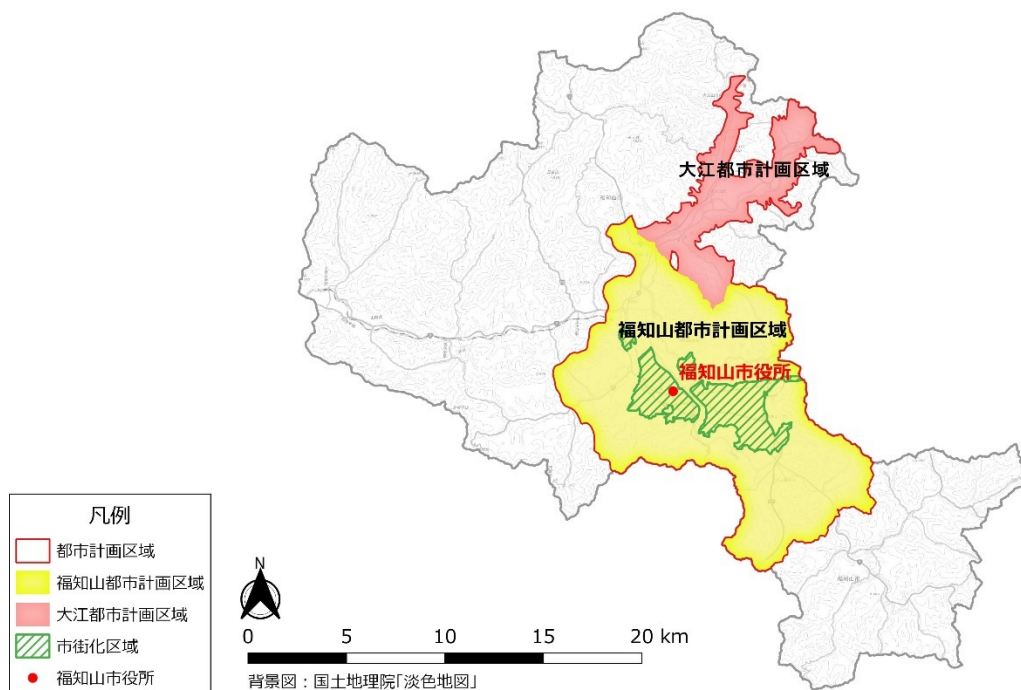 大江都市計画区域
福知山都市計画区域
福知山市役所
凡例
都市計画区域
福知山都市計画区域
大江都市計画区域
市街化区域
福知山市役所
N
0 5 10 15 20 km
背景図：国土地理院「淡色地図」